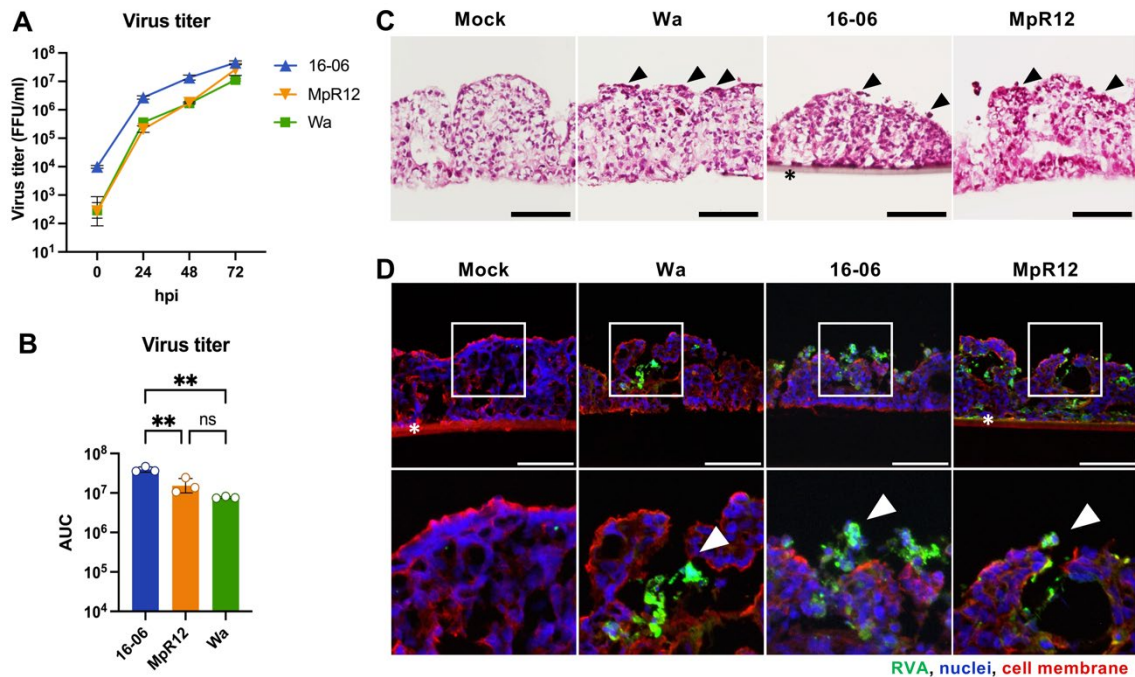 A
Virus titer
Virus titer (FFU/ml)
10^8
10^7
10^6
10^5
10^4
10^3
10^2
10^1
0 24 48 72
hpi
16-06
MpR12
Wa
B
Virus titer
**
** ns
AUC
10^8
10^7
10^6
10^5
10^4
16-06 MpR12 Wa
C
Mock Wa 16-06 MpR12
*
D
Mock Wa 16-06 MpR12
* *
RVA, nuclei, cell membrane